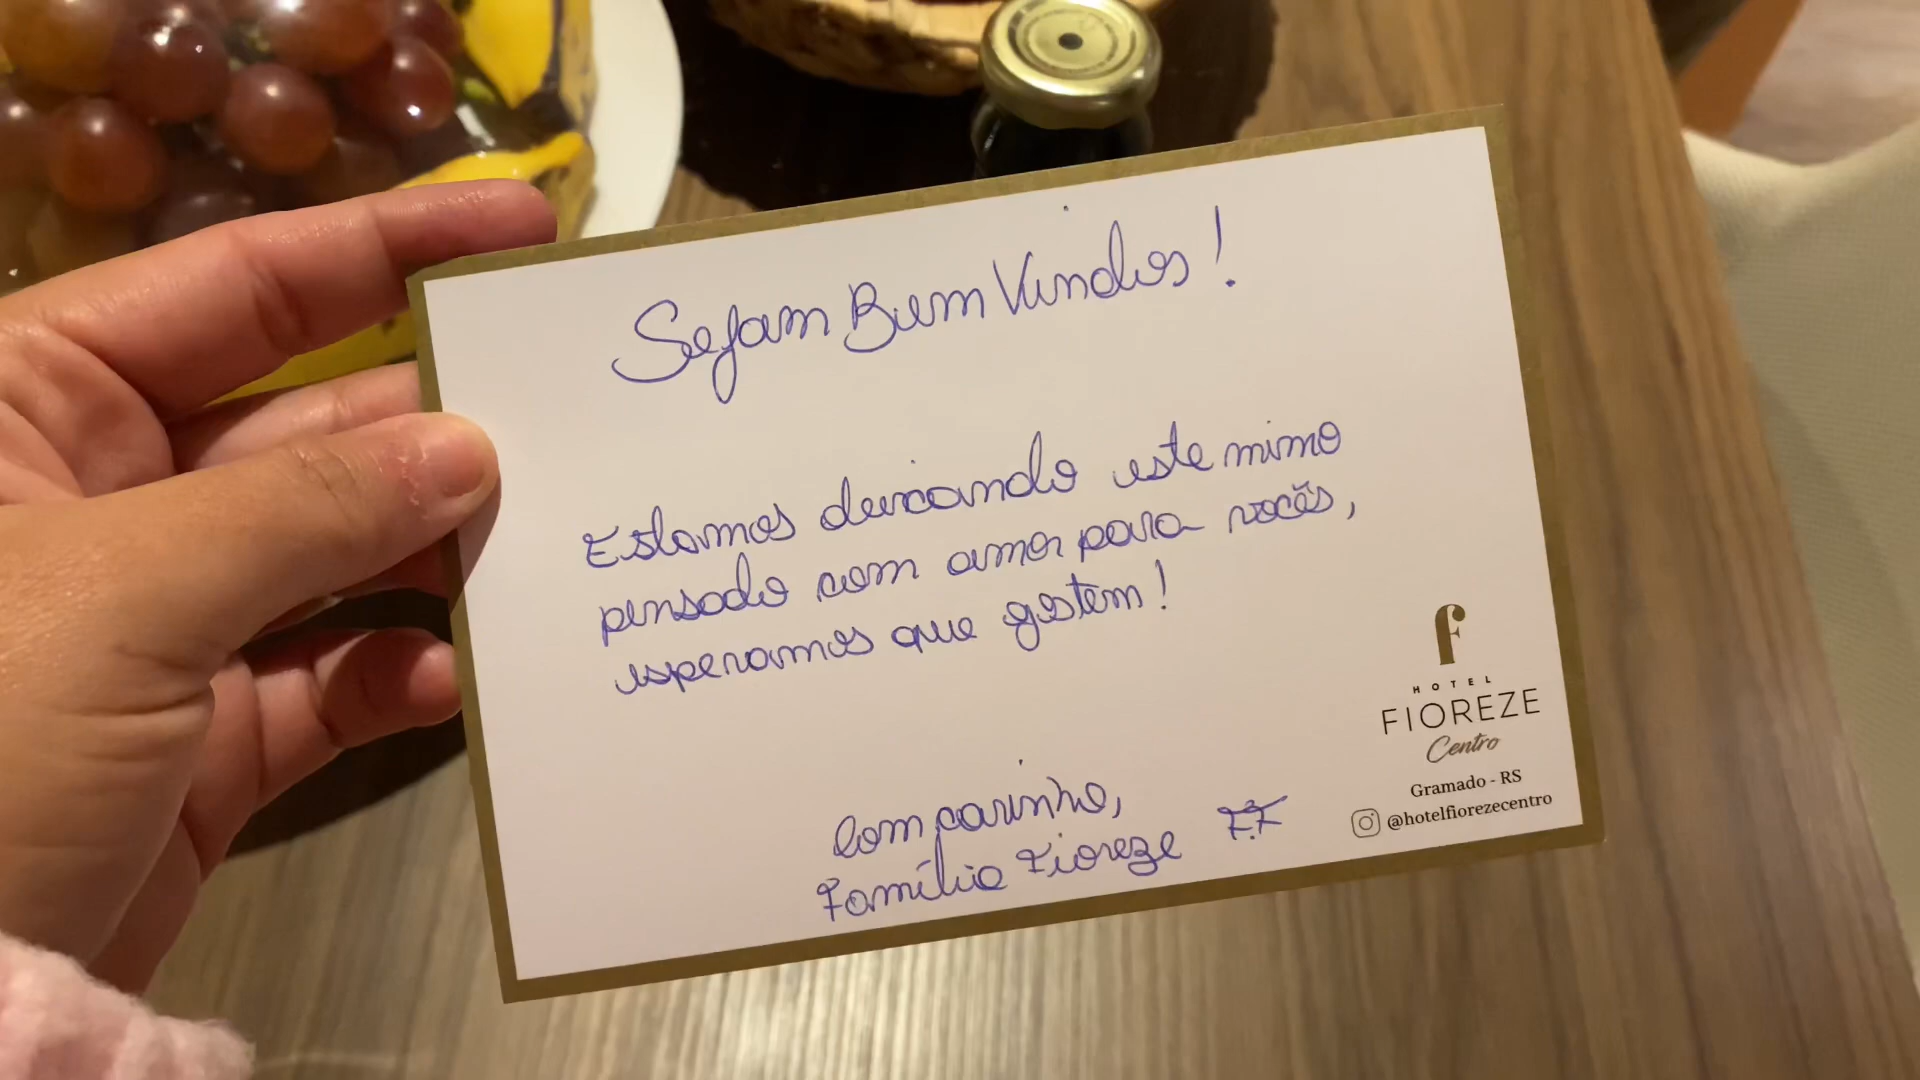 Sejam Bem Vindos!
Estamos deixando este mimo
pensado com amor para vocês,
esperamos que gostem!
Com carinho,
Família Fioreze F.F
f
HOTEL
FIOREZE
Centro
Gramado - RS
@hotelfiorezecentro